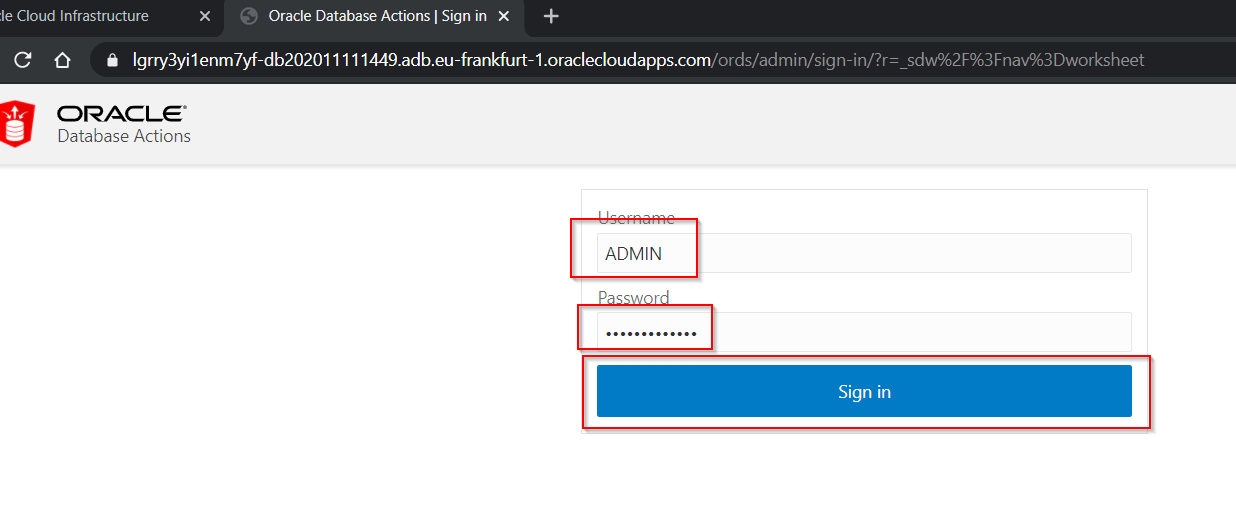 cle Cloud Infrastructure
Oracle Database Actions | Sign in
lgrry3yi1enm7yf-db202011111449.adb.eu-frankfurt-1.oraclecloudapps.com/ords/admin/sign-in/?r=_sdw%2F%3Fnav%3Dworksheet
ORACLE®
Database Actions
Username
ADMIN
Password
•••••••••••••
Sign in